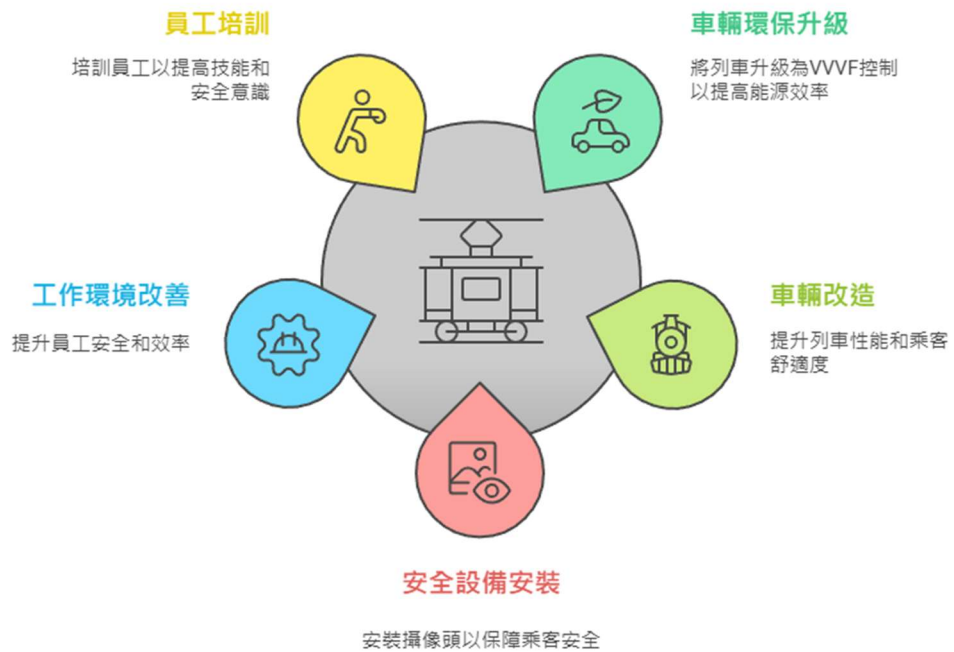 員工培訓
培訓員工以提高技能和
安全意識
車輛環保升級
將列車升級為VVVF控制
以提高能源效率
工作環境改善
提升員工安全和效率
車輛改造
提升列車性能和乘客
舒適度
安全設備安裝
安裝攝像頭以保障乘客安全